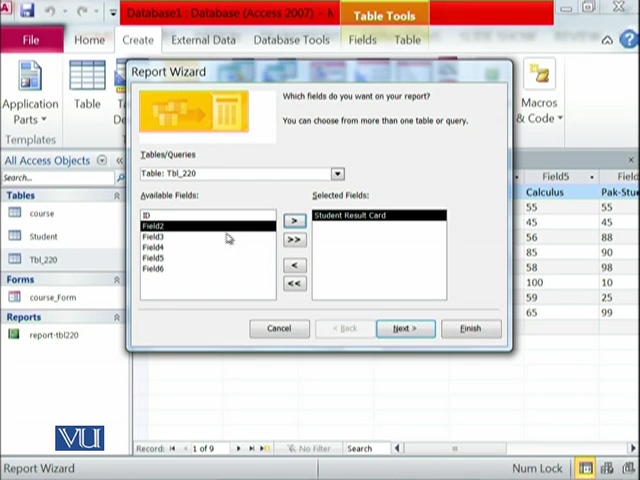 Database1 : Database (Access 2007) -
Table Tools
File
Home
Create
External Data
Database Tools
Fields
Table
Application
Parts
Templates
Table
Macros
& Code
Report Wizard
Which fields do you want on your report?
You can choose from more than one table or query.
Tables/Queries
Table: Tbl_220
Available Fields:
Selected Fields:
ID
Field2
Field3
Field4
Field5
Field6
Student Result Card
>
>>
<
<<
Cancel
< Back
Next >
Finish
All Access Objects
Search...
Tables
course
Student
Tbl_220
Forms
course_Form
Reports
report-tbl220
Field5
Calculus
Pak-Stu
55 55
45 45
56 88
85 90
58 98
100 10
59 25
65 99
Record: 1 of 9
No Filter
Search
VU
Report Wizard
Num Lock